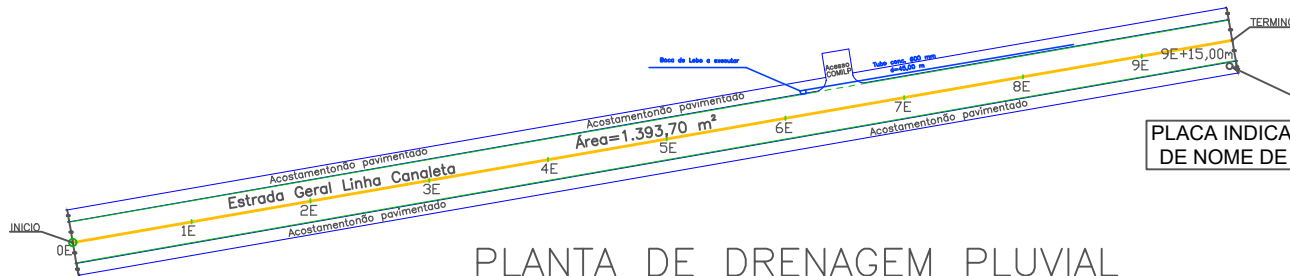 TERMINO
9E+15,00m
9E
8E
7E
6E
5E
4E
3E
2E
1E
0E
INICIO
Boca de Lobo a executar
Acesso
COMILP
Tubo conc. 600 mm
Acostamentonão pavimentado
Acostamentonão pavimentado
Acostamentonão pavimentado
Acostamentonão pavimentado
Área=1.393,70 m²
Estrada Geral Linha Canaleta
PLACA INDICA
DE NOME DE
PLANTA DE DRENAGEM PLUVIAL